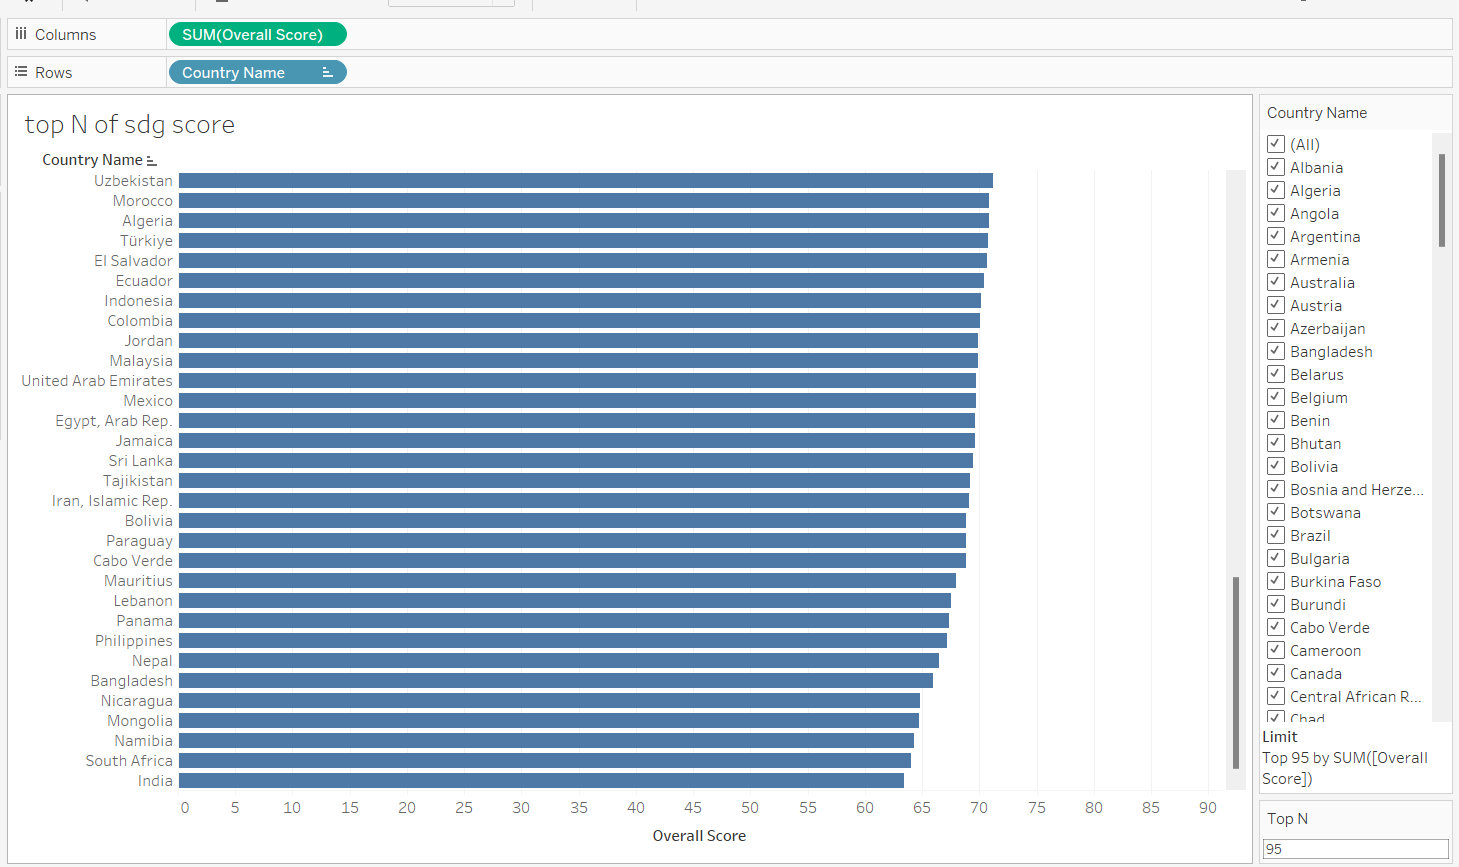 Columns
SUM(Overall Score)
Rows
Country Name
top N of sdg score
Country Name
Uzbekistan
Morocco
Algeria
Türkiye
El Salvador
Ecuador
Indonesia
Colombia
Jordan
Malaysia
United Arab Emirates
Mexico
Egypt, Arab Rep.
Jamaica
Sri Lanka
Tajikistan
Iran, Islamic Rep.
Bolivia
Paraguay
Cabo Verde
Mauritius
Lebanon
Panama
Philippines
Nepal
Bangladesh
Nicaragua
Mongolia
Namibia
South Africa
India
0 5 10 15 20 25 30 35 40 45 50 55 60 65 70 75 80 85 90
Overall Score
Country Name
(All)
Albania
Algeria
Angola
Argentina
Armenia
Australia
Austria
Azerbaijan
Bangladesh
Belarus
Belgium
Benin
Bhutan
Bolivia
Bosnia and Herze...
Botswana
Brazil
Bulgaria
Burkina Faso
Burundi
Cabo Verde
Cameroon
Canada
Central African R...
Chad
Limit
Top 95 by SUM([Overall
Score])
Top N
95